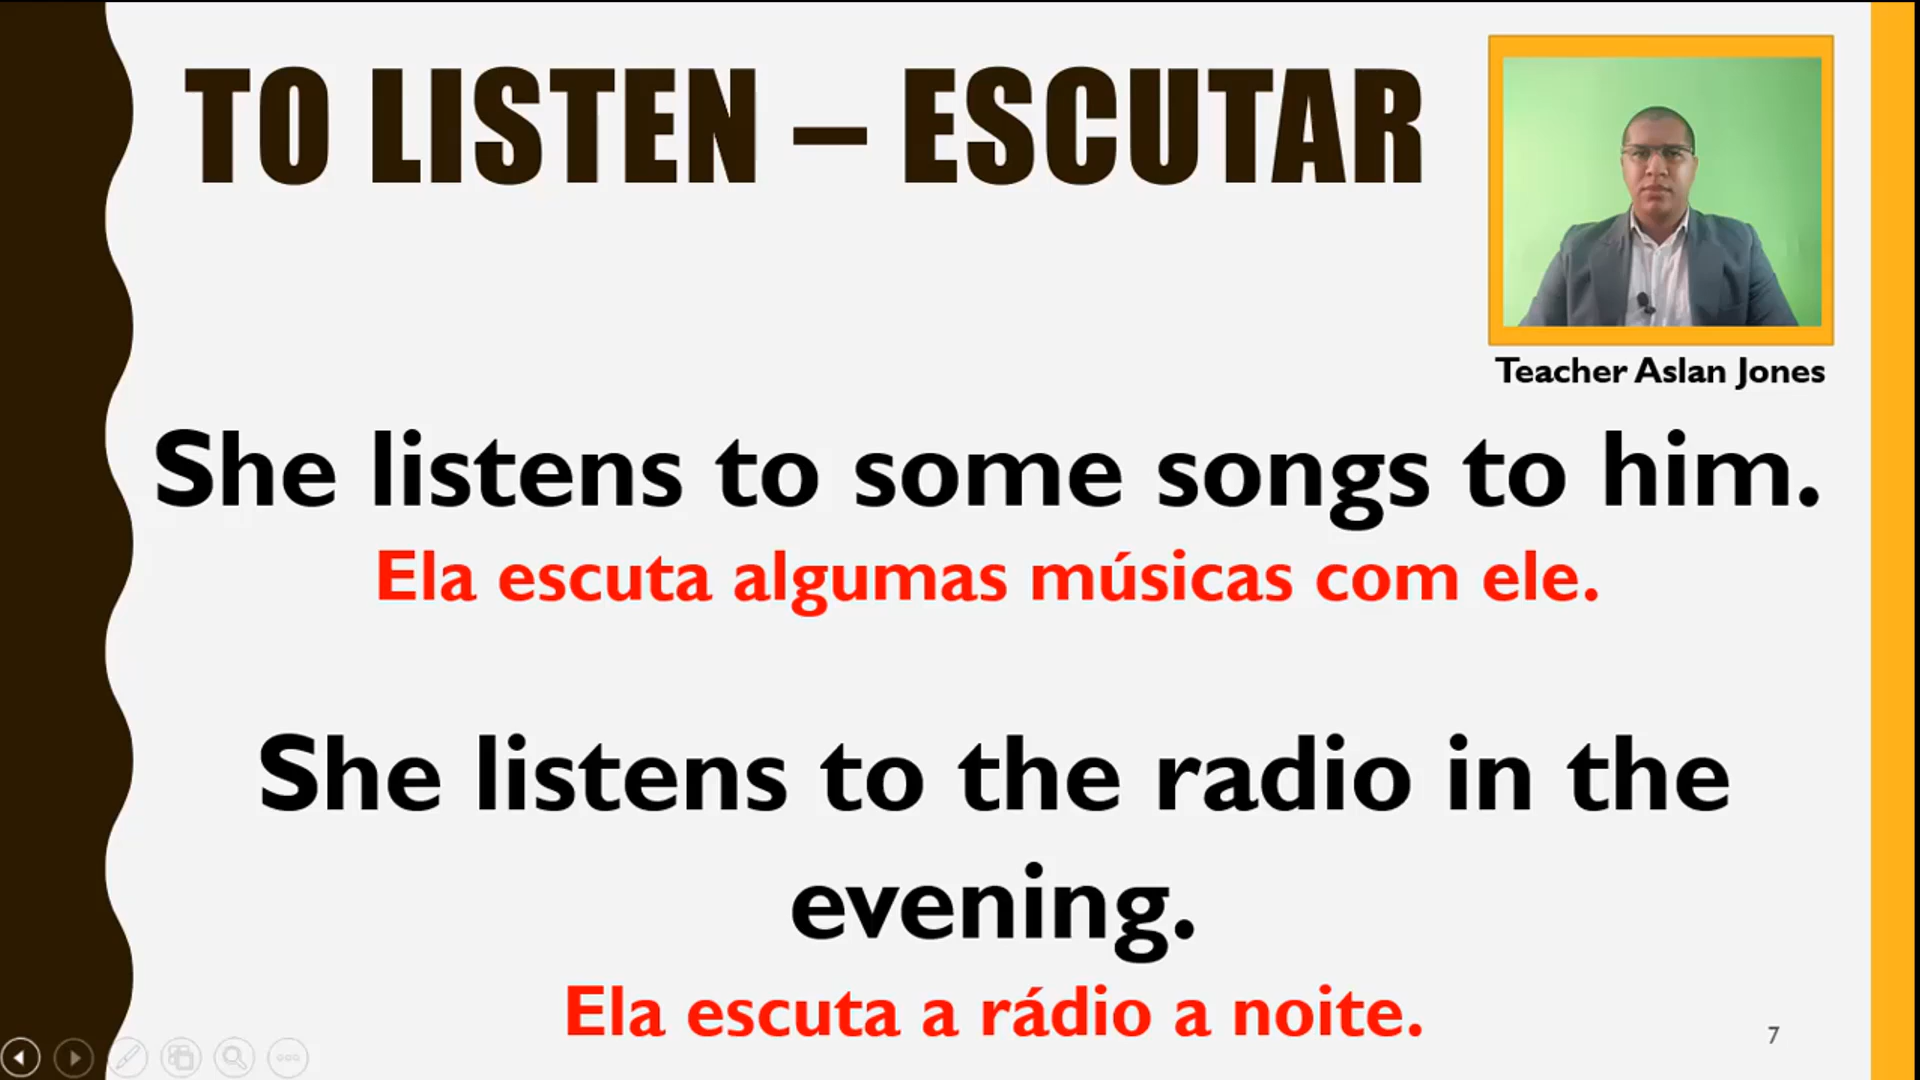 TO LISTEN – ESCUTAR
Teacher Aslan Jones
She listens to some songs to him.
Ela escuta algumas músicas com ele.
She listens to the radio in the
evening.
Ela escuta a rádio a noite.
7